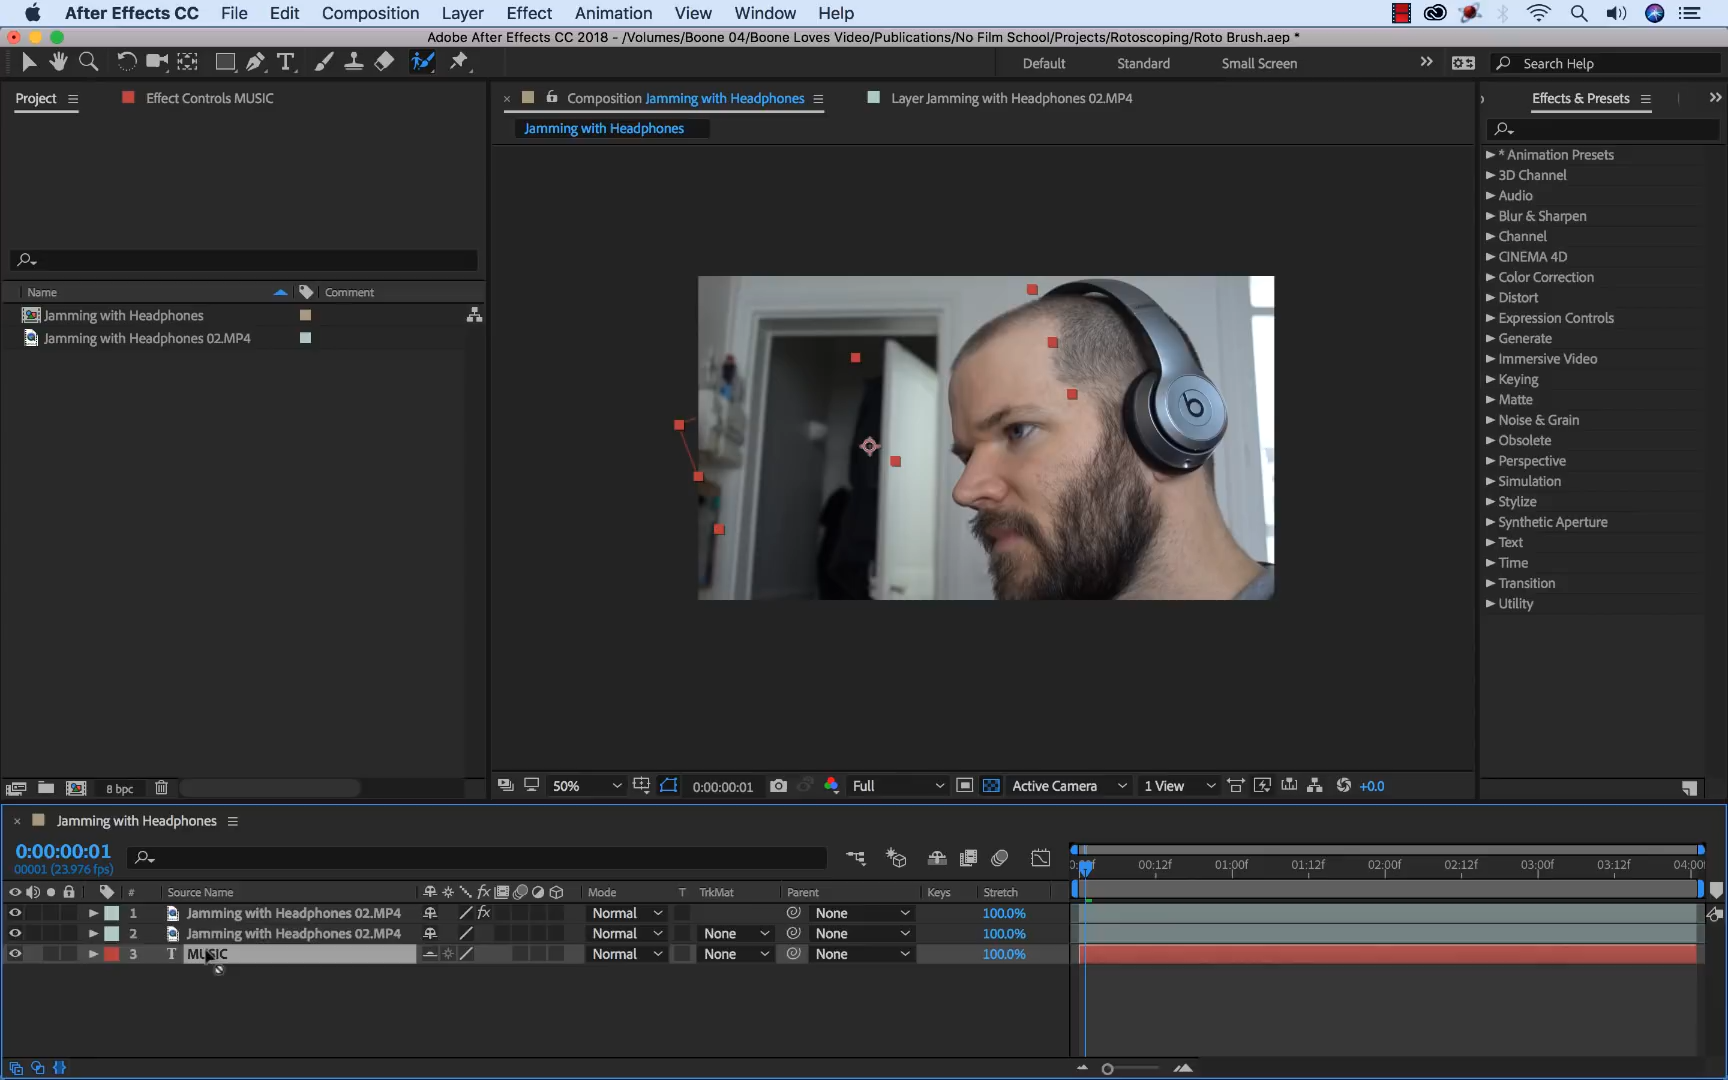 After Effects CC File Edit Composition Layer Effect Animation View Window Help
Adobe After Effects CC 2018 - /Volumes/Boone 04/Boone Loves Video/Publications/No Film School/Projects/Rotoscoping/Roto Brush.aep *
Default Standard Small Screen Search Help
Project Effect Controls MUSIC
Composition Jamming with Headphones Layer Jamming with Headphones 02.MP4
Effects & Presets
Jamming with Headphones
* Animation Presets
3D Channel
Audio
Blur & Sharpen
Channel
CINEMA 4D
Color Correction
Distort
Expression Controls
Generate
Immersive Video
Keying
Matte
Noise & Grain
Obsolete
Perspective
Simulation
Stylize
Synthetic Aperture
Text
Time
Transition
Utility
Name Comment
Jamming with Headphones
Jamming with Headphones 02.MP4
b
8 bpc
50% 0:00:00:01 Full Active Camera 1 View +0.0
Jamming with Headphones
0:00:00:01
00001 (23.976 fps)
00:12f 01:00f 01:12f 02:00f 02:12f 03:00f 03:12f 04:00
# Source Name fx Mode T TrkMat Parent Keys Stretch
1 Jamming with Headphones 02.MP4 fx Normal None 100.0%
2 Jamming with Headphones 02.MP4 Normal None None 100.0%
3 T MUSIC Normal None None 100.0%